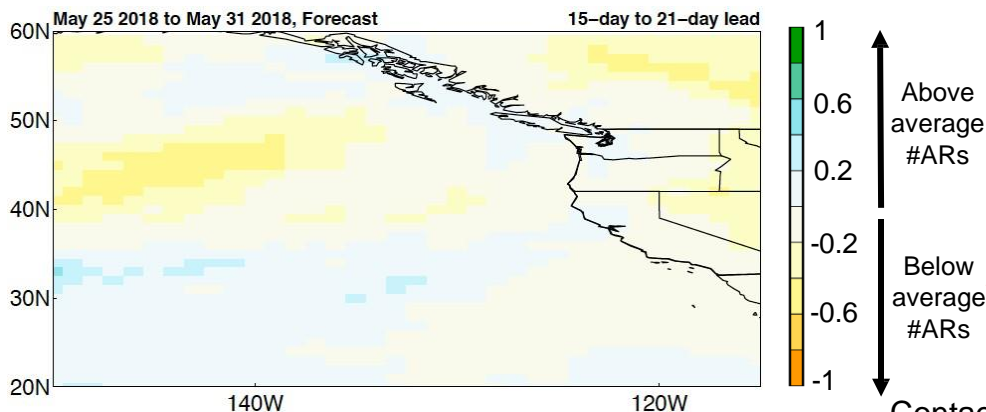 May 25 2018 to May 31 2018, Forecast 15-day to 21-day lead
60N
50N
40N
30N
20N
140W 120W
1
0.6
0.2
-0.2
-0.6
-1
Above
average
#ARs
Below
average
#ARs